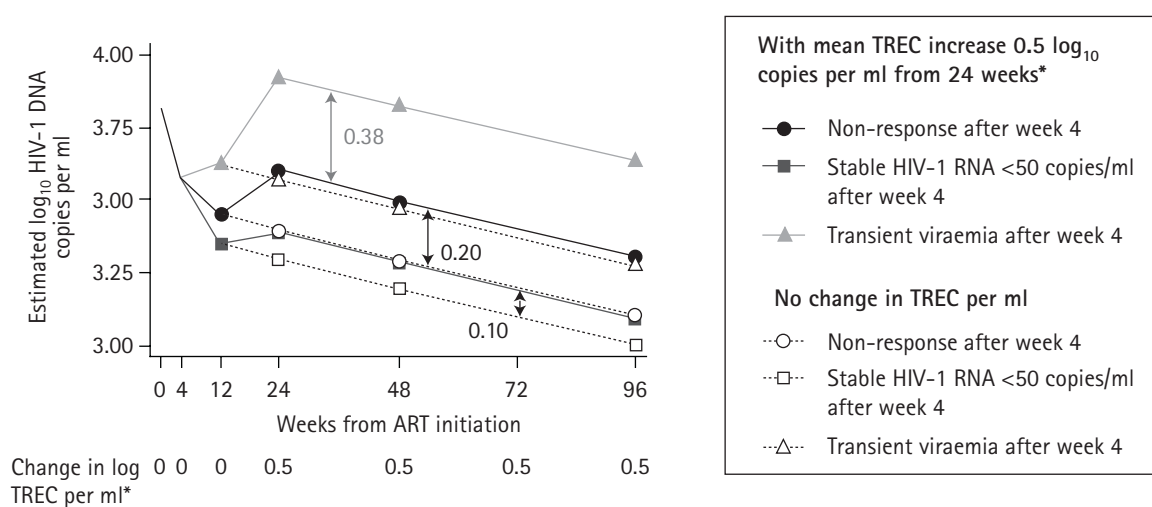 4.00
3.75
3.00
3.25
3.00
Estimated log10 HIV-1 DNA
copies per ml
0.38
0.20
0.10
0 4 12 24 48 72 96
Weeks from ART initiation
Change in log 0 0 0 0.5 0.5 0.5 0.5
TREC per ml*
With mean TREC increase 0.5 log10
copies per ml from 24 weeks*
Non-response after week 4
Stable HIV-1 RNA <50 copies/ml
after week 4
Transient viraemia after week 4
No change in TREC per ml
Non-response after week 4
Stable HIV-1 RNA <50 copies/ml
after week 4
Transient viraemia after week 4